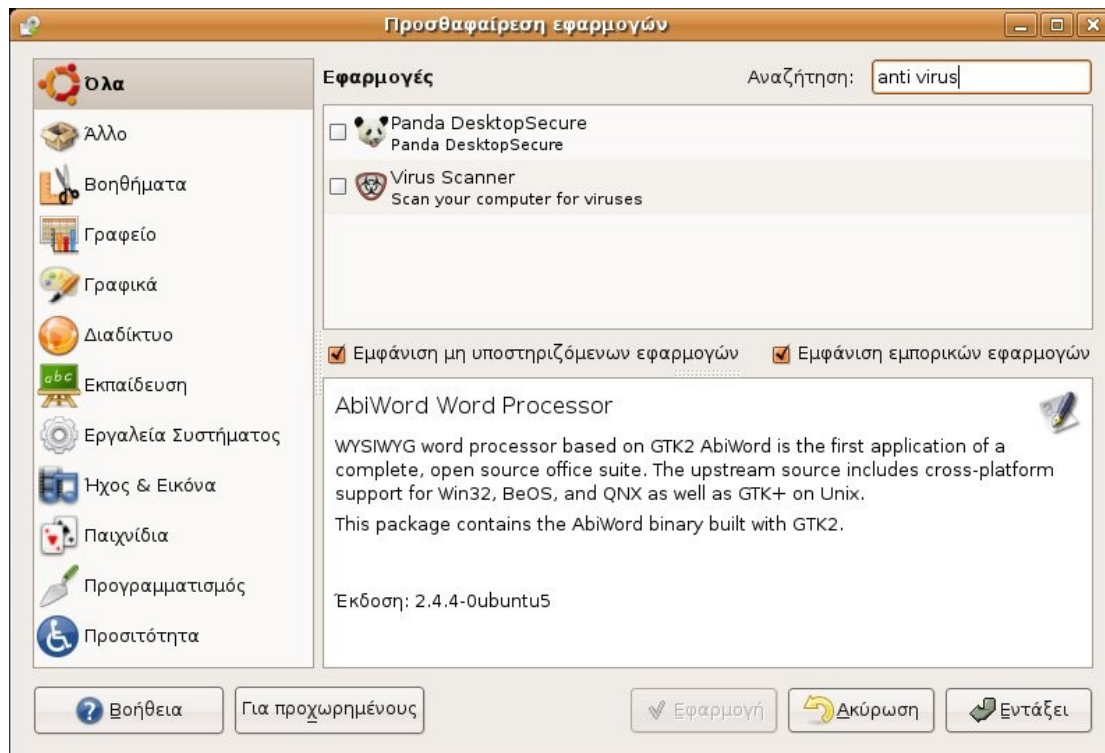 Προσθαφαίρεση εφαρμογών
Όλα
Άλλο
Βοηθήματα
Γραφείο
Γραφικά
Διαδίκτυο
abc
Εκπαίδευση
Εργαλεία Συστήματος
Ήχος & Εικόνα
Παιχνίδια
Προγραμματισμός
Προσιτότητα
Εφαρμογές
Αναζήτηση: anti virus
Panda DesktopSecure
Panda DesktopSecure
Virus Scanner
Scan your computer for viruses
Εμφάνιση μη υποστηριζόμενων εφαρμογών Εμφάνιση εμπορικών εφαρμογών
AbiWord Word Processor
WYSIWYG word processor based on GTK2 AbiWord is the first application of a
complete, open source office suite. The upstream source includes cross-platform
support for Win32, BeOS, and QNX as well as GTK+ on Unix.
This package contains the AbiWord binary built with GTK2.
Έκδοση: 2.4.4-0ubuntu5
Βοήθεια Για προχωρημένους Εφαρμογή Ακύρωση Εντάξει